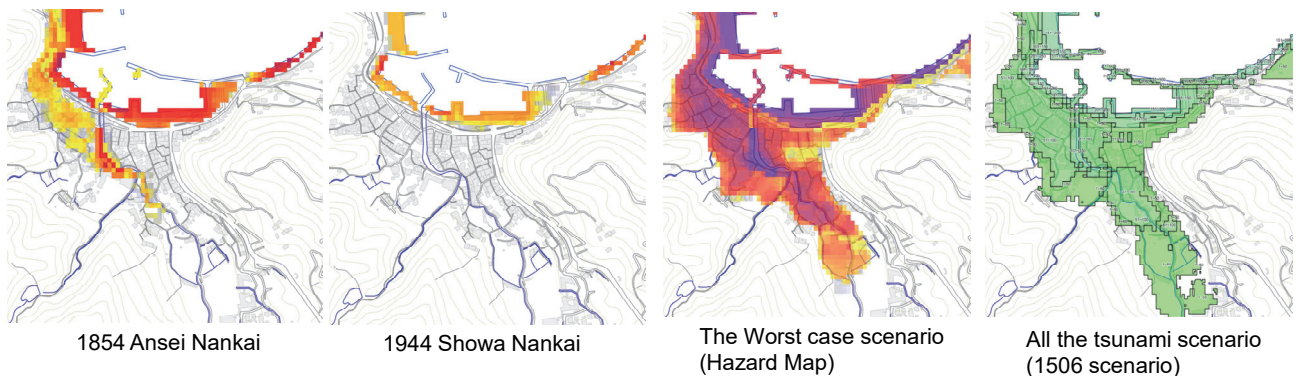 1854 Ansei Nankai
1944 Showa Nankai
The Worst case scenario
(Hazard Map)
All the tsunami scenario
(1506 scenario)